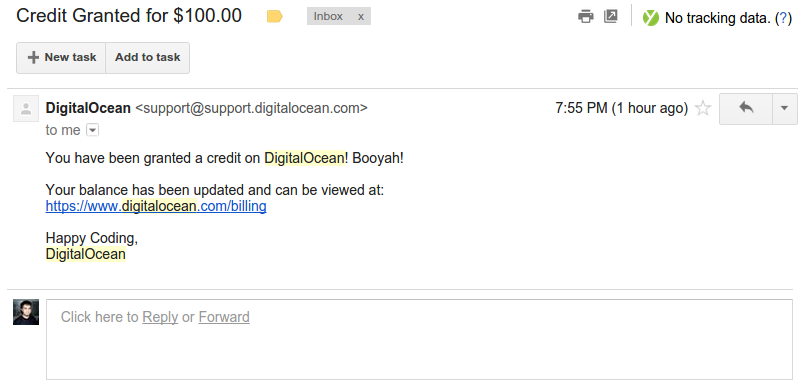 Credit Granted for $100.00
Inbox x
No tracking data. (?)
New task
Add to task
DigitalOcean <support@support.digitalocean.com>
7:55 PM (1 hour ago)
to me
You have been granted a credit on DigitalOcean! Booyah!
Your balance has been updated and can be viewed at:
https://www.digitalocean.com/billing
Happy Coding,
DigitalOcean
Click here to Reply or Forward